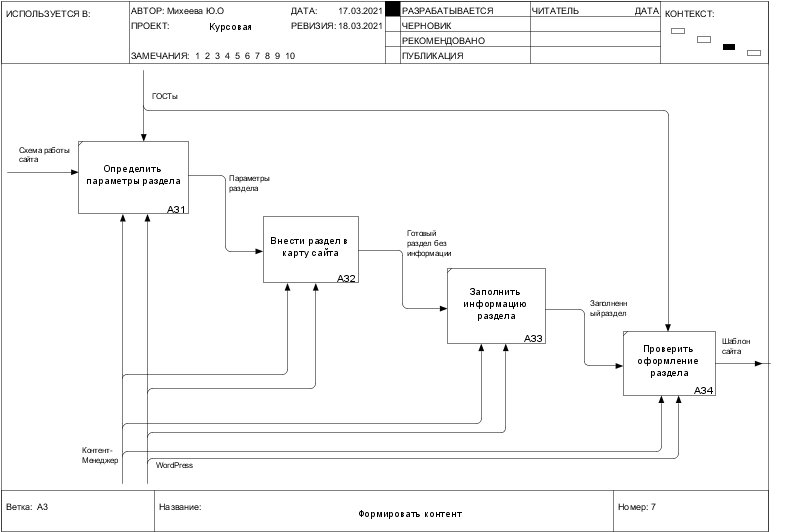 ИСПОЛЬЗУЕТСЯ В:
АВТОР: Михеева Ю.О
ДАТА: 17.03.2021
РАЗРАБАТЫВАЕТСЯ
ЧИТАТЕЛЬ
ДАТА
КОНТЕКСТ:
ПРОЕКТ: Курсовая
РЕВИЗИЯ: 18.03.2021
ЧЕРНОВИК
РЕКОМЕНДОВАНО
ЗАМЕЧАНИЯ: 1 2 3 4 5 6 7 8 9 10
ПУБЛИКАЦИЯ
ГОСТы
Схема работы
сайта
Определить
параметры раздела
A31
Параметры
раздела
Внести раздел в
карту сайта
A32
Готовый
раздел без
информации
Заполнить
информацию
раздела
A33
Заполненн
ый раздел
Проверить
оформление
раздела
A34
Шаблон
сайта
Контент-
Менеджер
WordPress
Ветка: A3
Название:
Формировать контент
Номер: 7